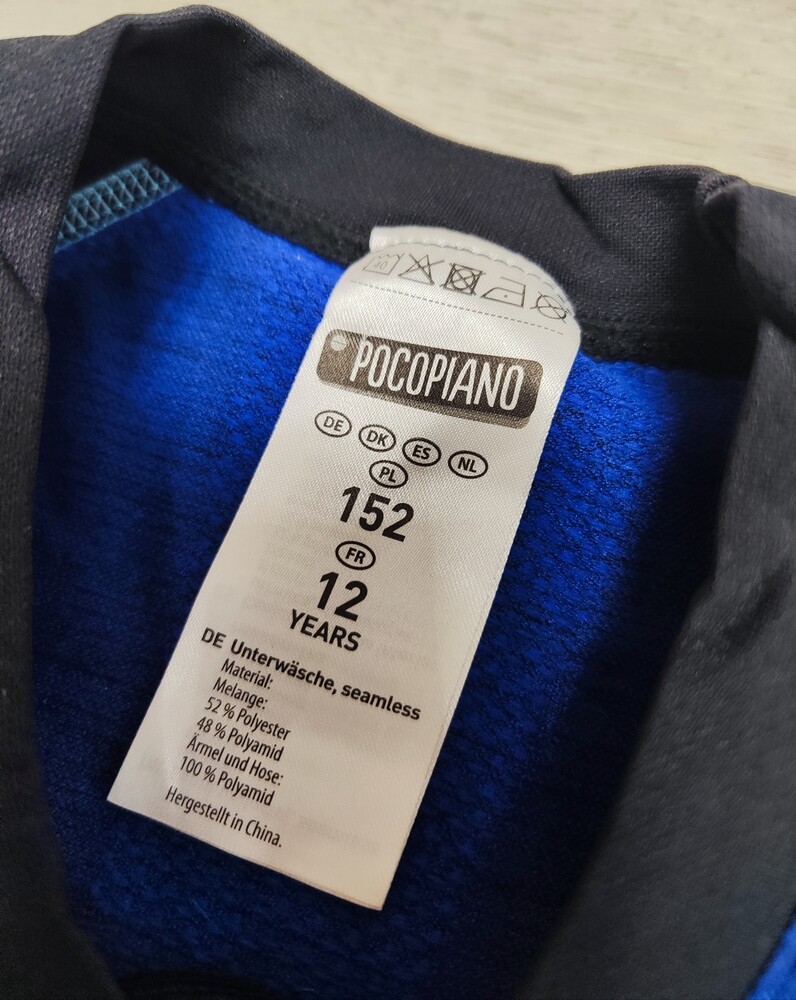 40
POCOPIANO
DE DK ES NL
PL
152
FR
12
YEARS
DE Unterwäsche, seamless
Material:
Melange:
52 % Polyester
48 % Polyamid
Ärmel und Hose:
100 % Polyamid
Hergestellt in China.